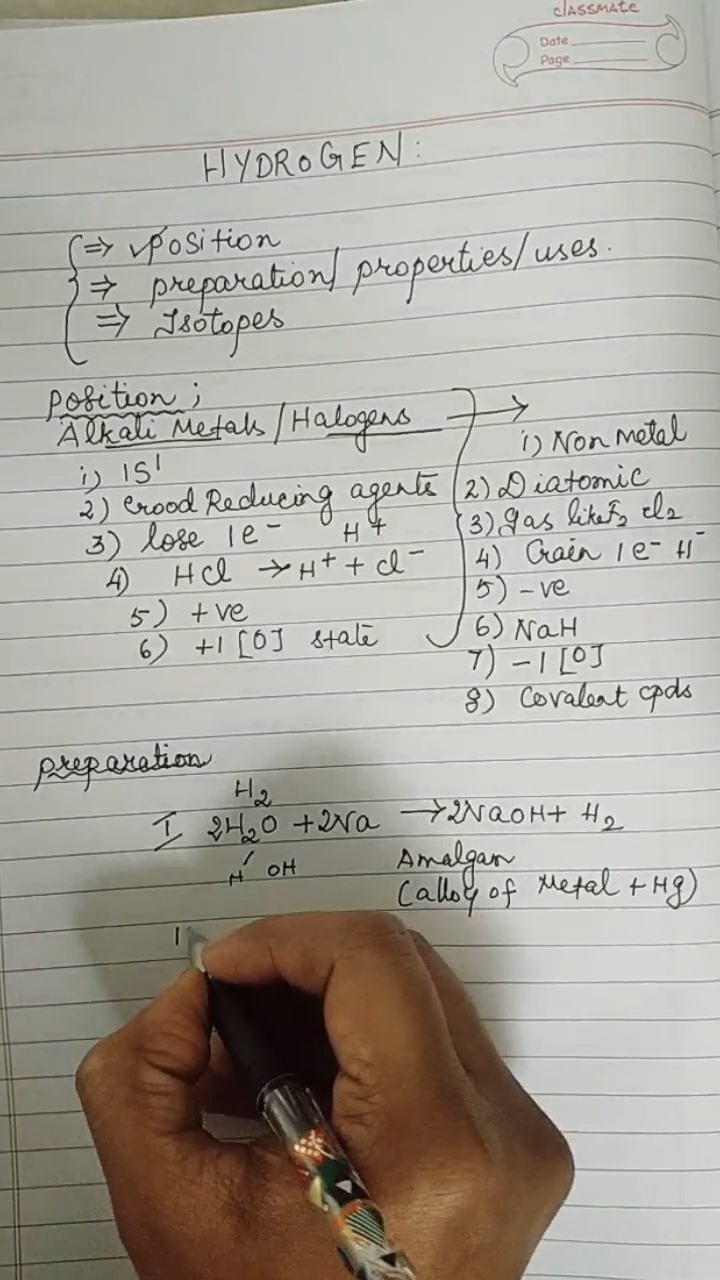 classmate
Date
Page
HYDROGEN:
⇒ ✓position
⇒ preparation/properties/uses.
⇒ Isotopes
position;
Alkali Metals / Halogens →
i) 1S¹
2) Good Reducing agents
3) lose 1e⁻ H⁺
4) HCl → H⁺ + Cl⁻
5) +ve
6) +1 [O] state
i) Non metal
2) Diatomic
3) gas like F₂ Cl₂
4) Gain 1e⁻ H⁻
5) -ve
6) NaH
7) -1 [O]
8) Covalent cpds
preparation
H₂
I 2H₂O + 2Na → 2NaOH + H₂
H OH
Amalgam
(alloy of Metal + Hg)